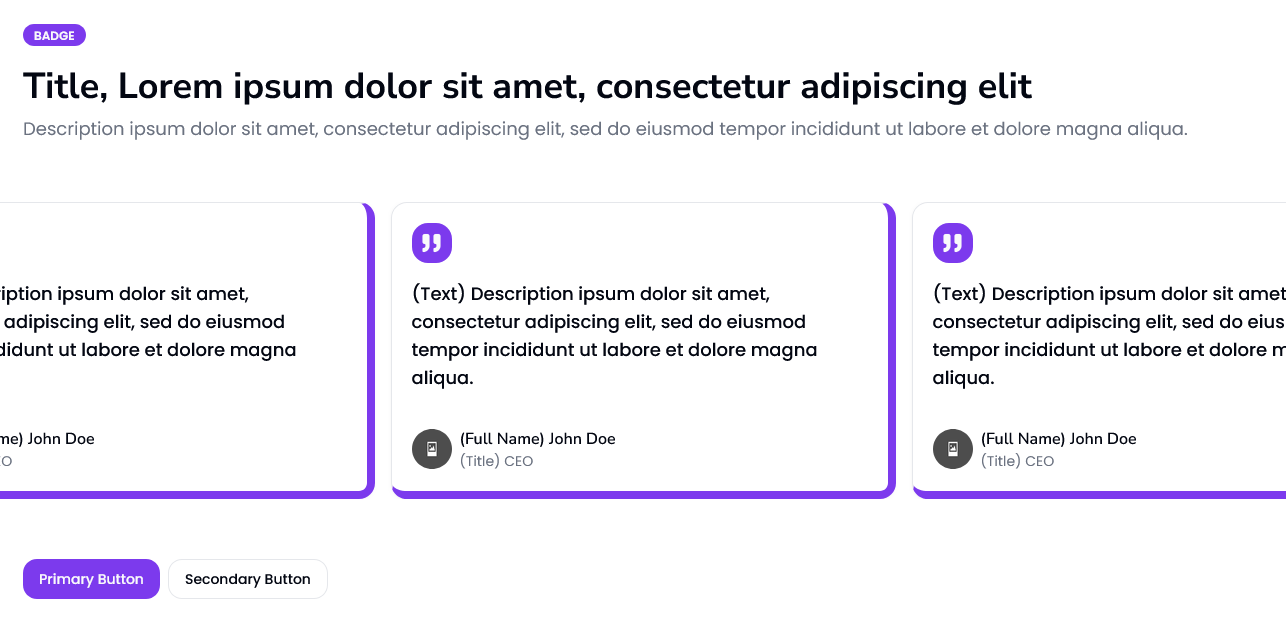 BADGE
Title, Lorem ipsum dolor sit amet, consectetur adipiscing elit
Description ipsum dolor sit amet, consectetur adipiscing elit, sed do eiusmod tempor incididunt ut labore et dolore magna aliqua.
ipsum dolor sit amet,
adipiscing elit, sed do eiusmod
ut labore et dolore magna
John Doe
(Text) Description ipsum dolor sit amet,
consectetur adipiscing elit, sed do eiusmod
tempor incididunt ut labore et dolore magna
aliqua.
(Full Name) John Doe
(Title) CEO
(Text) Description ipsum dolor sit amet
consectetur adipiscing elit, sed do eius
tempor incididunt ut labore et dolore m
aliqua.
(Full Name) John Doe
(Title) CEO
Primary Button
Secondary Button